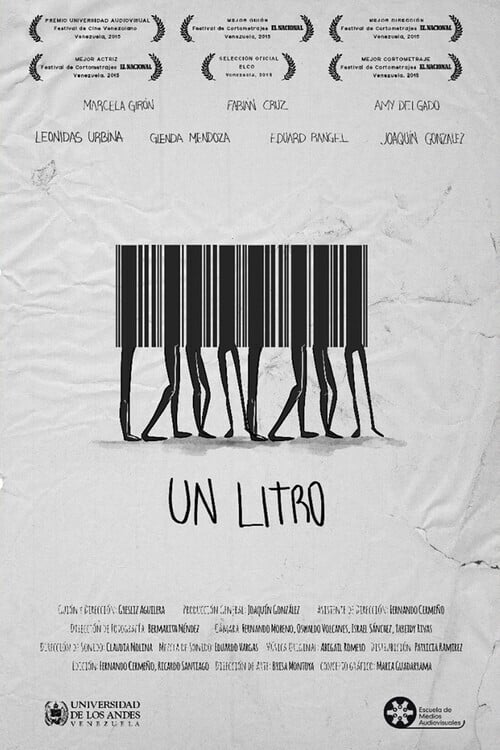 PREMIO UNIVERSIDAD AUDIOVISUAL
Festival de Cine Venezolano
Venezuela, 2015
MEJOR GUIÓN
Festival de Cortometrajes EL NACIONAL
Venezuela, 2015
MEJOR DIRECCIÓN
Festival de Cortometrajes EL NACIONAL
Venezuela, 2015
MEJOR ACTRIZ
Festival de Cortometrajes EL NACIONAL
Venezuela, 2015
SELECCIÓN OFICIAL
ELCO
Venezuela, 2015
MEJOR CORTOMETRAJE
Festival de Cortometrajes EL NACIONAL
Venezuela, 2015
MARCELA GIRÓN FABIÁN CRUZ AMY DELGADO
LEONIDAS URBINA GLENDA MENDOZA EDUARD RANGEL JOAQUÍN GONZÁLEZ
UN LITRO
GUIÓN Y DIRECCIÓN: GREILIZ AGUILERA PRODUCCIÓN GENERAL: JOAQUÍN GONZÁLEZ ASISTENTE DE DIRECCIÓN: FERNANDO CERMEÑO
DIRECCIÓN DE FOTOGRAFÍA: BERMARITA MÉNDEZ CÁMARA: FERNANDO MORENO, OSWALDO VOLCANES, ISRAEL SÁNCHEZ, RIVAS
DIRECCIÓN DE SONIDO: CLAUDIA MOLINA MEZCLA DE SONIDO: EDUARDO VARGAS MÚSICA ORIGINAL: ABIGAIL ROMERO DISTRIBUCIÓN: PATRICIA RAMÍREZ
EDICIÓN: FERNANDO CERMEÑO, RICARDO SANTIAGO DIRECCIÓN DE ARTE: BRISA MONTOYA CONCEPTO GRÁFICO: MARÍA GUADARRAMA
UNIVERSIDAD
DE LOS ANDES
VENEZUELA
Escuela de
Medios
Audiovisuales